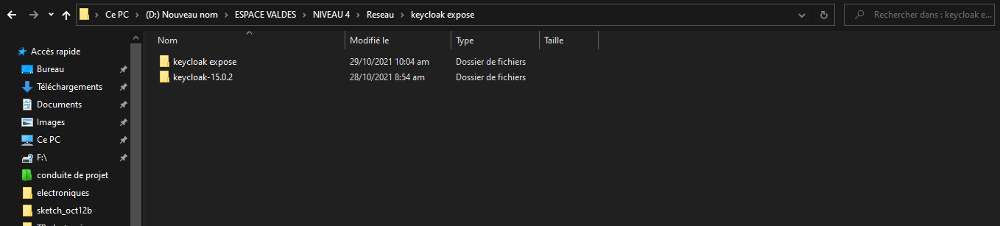 Ce PC > (D:) Nouveau nom > ESPACE VALDES > NIVEAU 4 > Reseau > keycloak expose
Rechercher dans : keycloak e...
Nom Modifié le Type Taille
Accès rapide
Bureau
Téléchargements
Documents
Images
Ce PC
F:\
conduite de projet
electroniques
sketch_oct12b
keycloak expose 29/10/2021 10:04 am Dossier de fichiers
keycloak-15.0.2 28/10/2021 8:54 am Dossier de fichiers